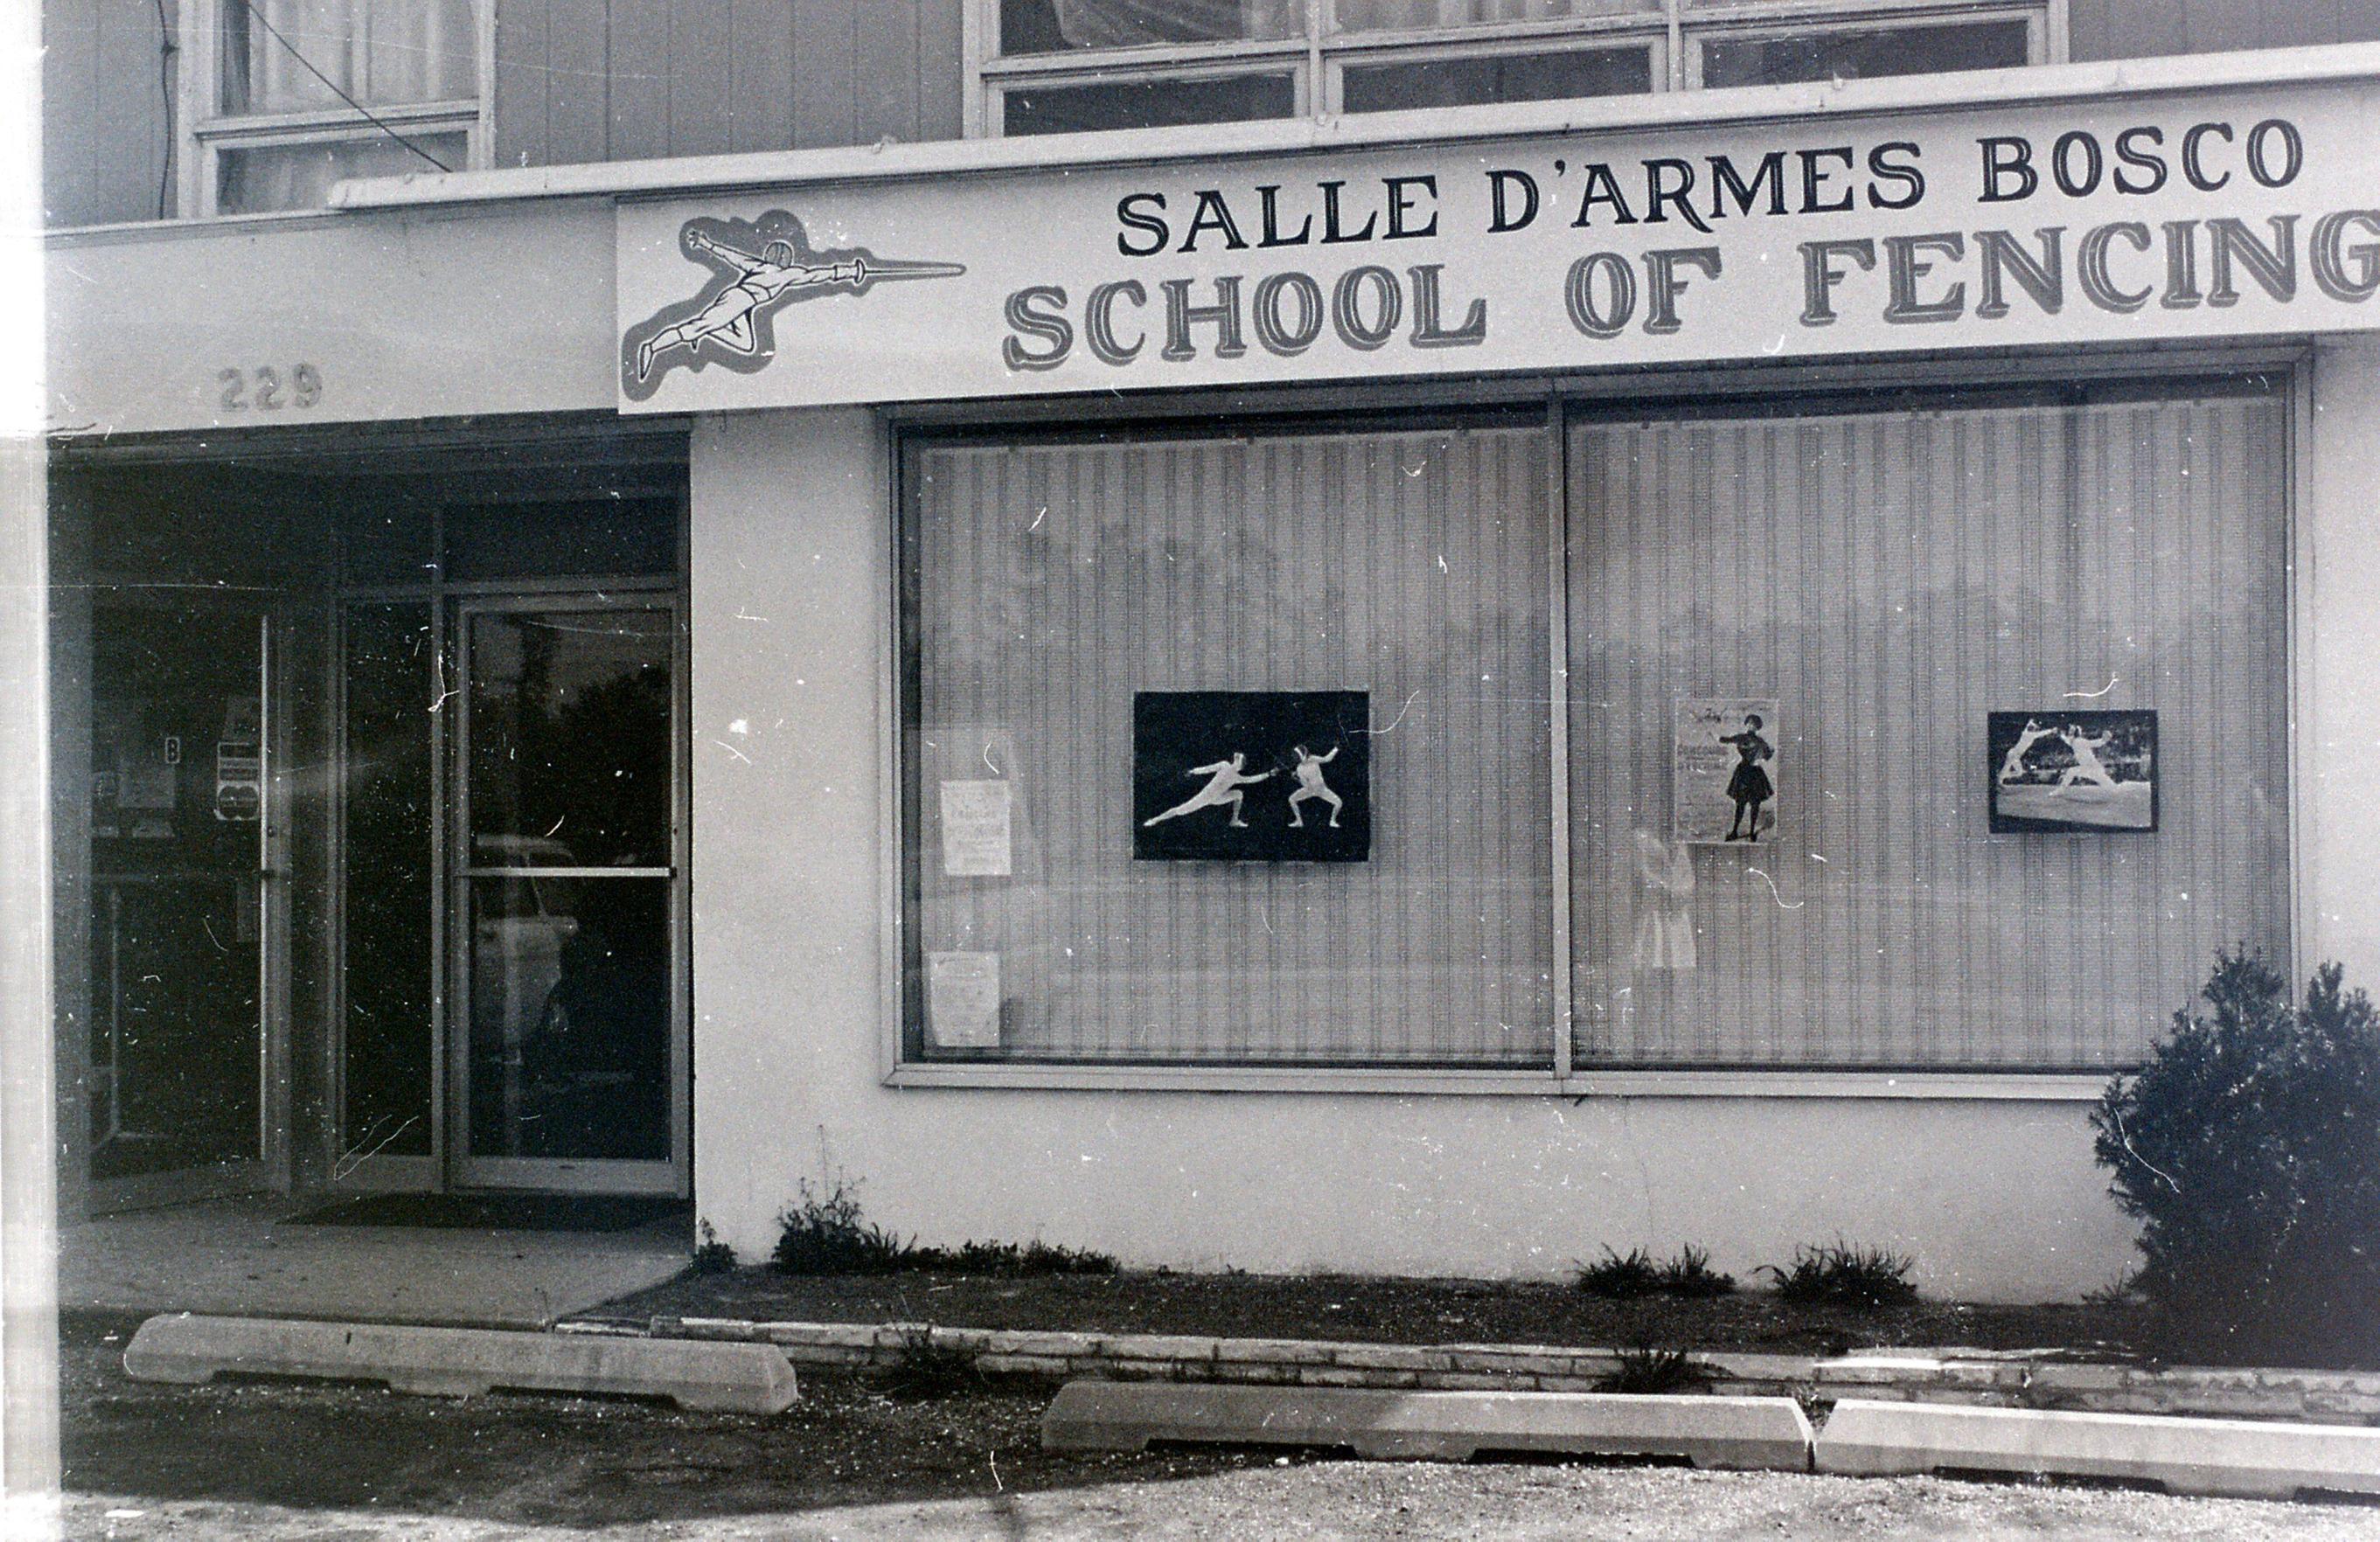 SALLE D'ARMES BOSCO
SCHOOL OF FENCING
229